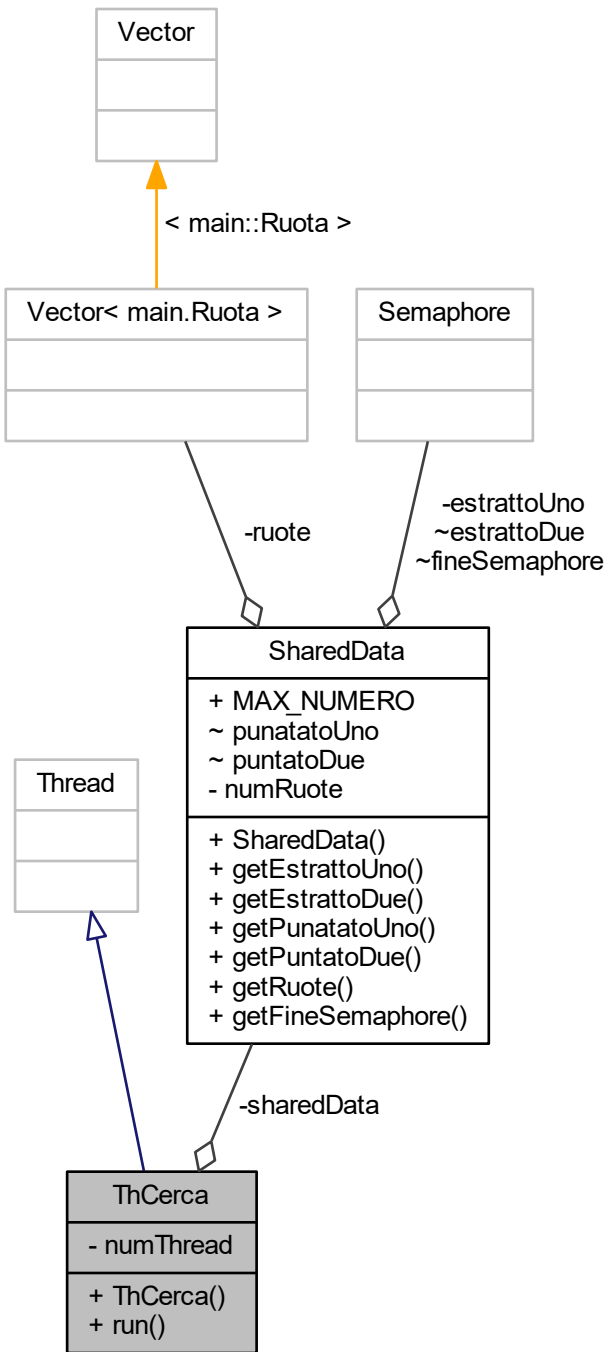 Vector
< main::Ruota >
Vector< main.Ruota >
Semaphore
-ruote
-estrattoUno
~estrattoDue
~fineSemaphore
SharedData
+ MAX_NUMERO
~ punatatoUno
~ puntatoDue
- numRuote
+ SharedData()
+ getEstrattoUno()
+ getEstrattoDue()
+ getPunatatoUno()
+ getPuntatoDue()
+ getRuote()
+ getFineSemaphore()
Thread
-sharedData
ThCerca
- numThread
+ ThCerca()
+ run()